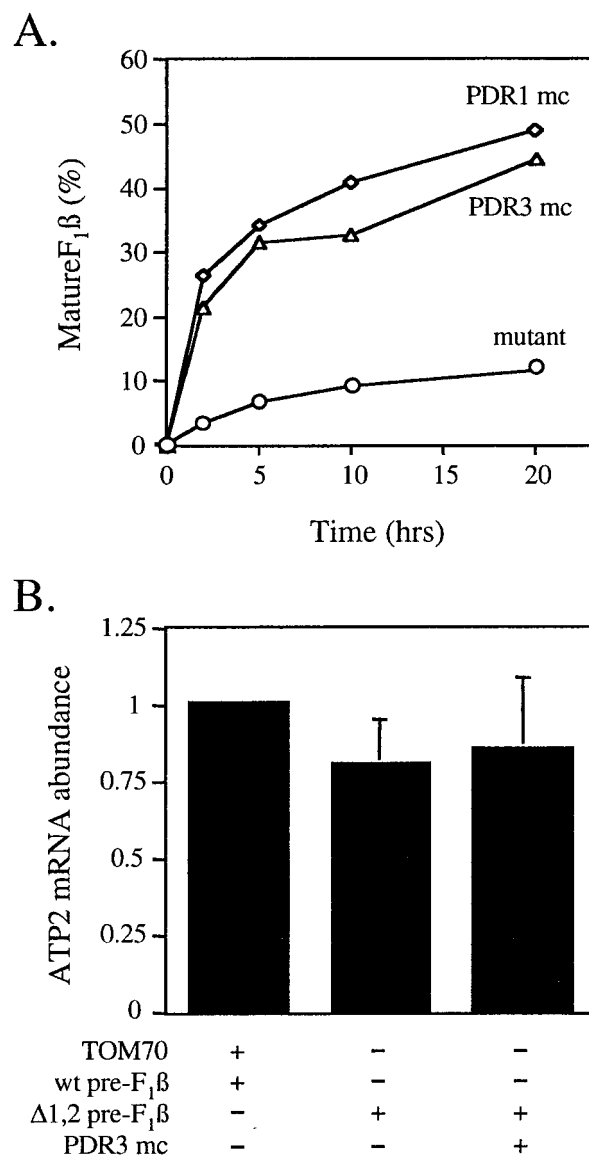 A.
60
50
40
30
20
10
0
MatureF₁ß (%)
PDR1 mc
PDR3 mc
mutant
0 5 10 15 20
Time (hrs)
B.
1.25
1
0.75
0.5
0.25
0
ATP2 mRNA abundance
TOM70 + − −
wt pre-F₁ß + − −
Δ1,2 pre-F₁ß − + +
PDR3 mc − − +